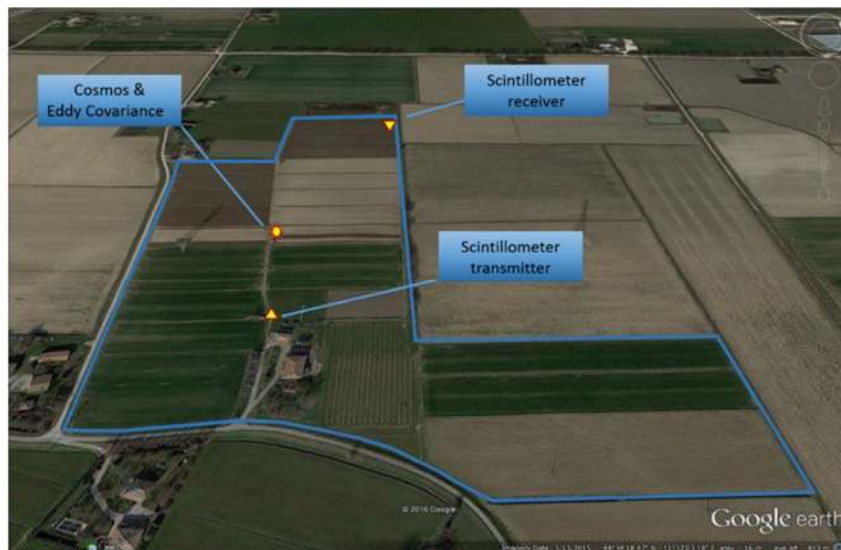 Cosmos &
Eddy Covariance
Scintillometer
receiver
Scintillometer
transmitter
© 2016 Google
Google earth